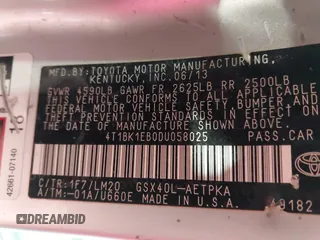 MFD. BY: TOYOTA MOTOR MANUFACTURING,
KENTUCKY, INC. 06/13
GVWR 4590LB GAWR FR 2625LB RR 2500LB
THIS VEHICLE CONFORMS TO ALL APPLICABLE
FEDERAL MOTOR VEHICLE SAFETY, BUMPER AND
THEFT PREVENTION STANDARDS IN EFFECT ON
THE DATE OF MANUFACTURE SHOWN ABOVE.
4T1BK1EB0DU058025 PASS.CAR
C/TR:1F7/LM20 GSX40L-AETPKA
A/TM:-01A/U660E MADE IN U.S.A.
42661-07140
DREAMBID